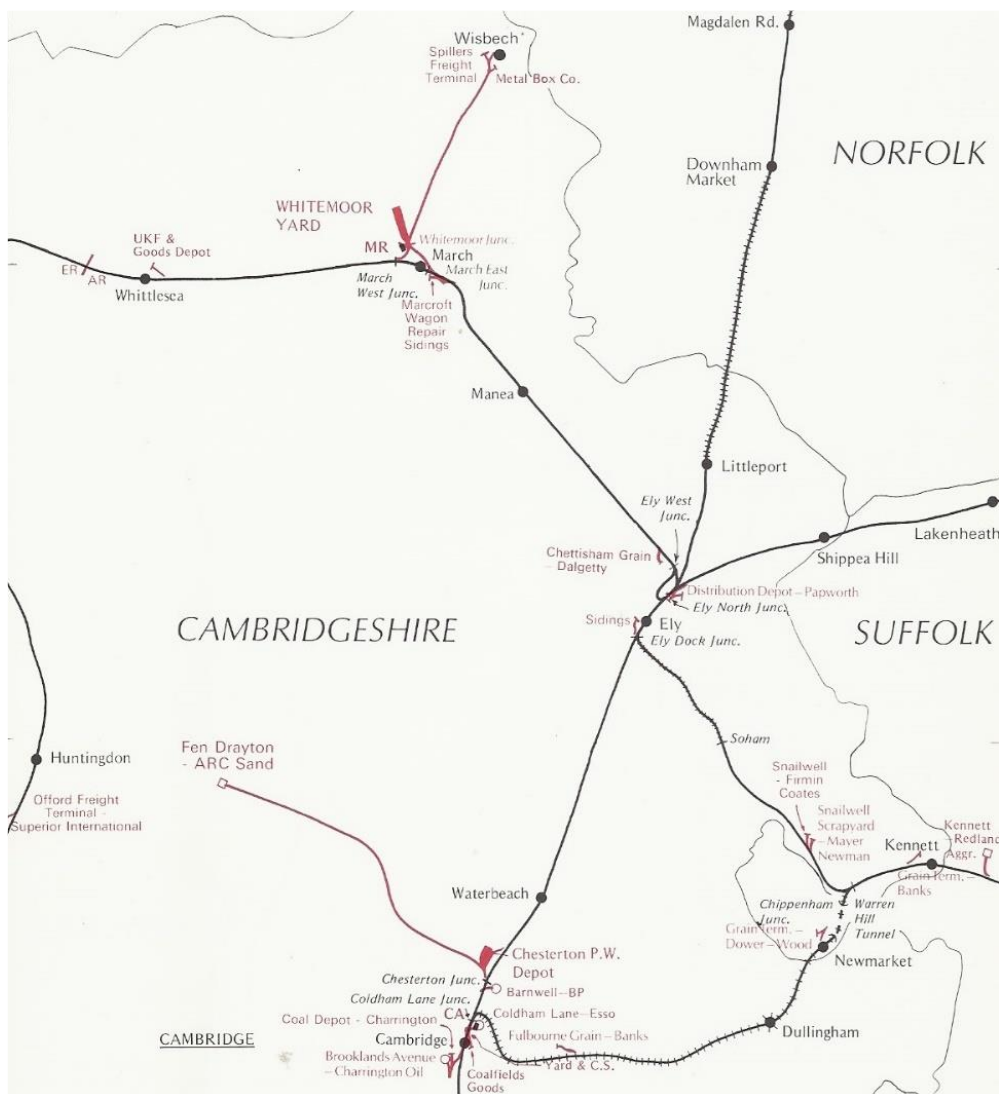 Magdalen Rd.
Wisbech
Spillers
Freight
Terminal
Metal Box Co.
NORFOLK
Downham
Market
WHITEMOOR
YARD
MR
Whitemoor Junc.
UKF &
Goods Depot
ER
AR
Whittlesca
March
March East
Junc.
March
West Junc.
Marcroft
Wagon
Repair
Sidings
Manea
Littleport
Ely West
Junc.
Lakenheath
Shippea Hill
Chettisham Grain
- Dalgetty
Distribution Depot - Papworth
Ely North Junc.
Sidings
Ely
Ely Dock Junc.
CAMBRIDGESHIRE
SUFFOLK
Soham
Huntingdon
Fen Drayton
- ARC Sand
Offord Freight
Terminal -
Superior International
Snailwell
- Firmin
Coates
Snailwell
Scrapyard
- Mayer
Newman
Kennett
Kennett
- Redland
Aggr.
Grain Term. -
Banks
Waterbeach
Chippenham
Junc.
Warren
Hill
Tunnel
Grain Term. -
Dower-Wood
Newmarket
Chesterton P.W.
Depot
Chesterton Junc.
Barnwell-BP
Coldham Lane Junc.
CA
Coldham Lane-Esso
Coal Depot - Charrington
Fulbourne Grain - Banks
Dullingham
CAMBRIDGE
Cambridge
Yard & C.S.
Brooklands Avenue
- Charrington Oil
Coalfields
Goods